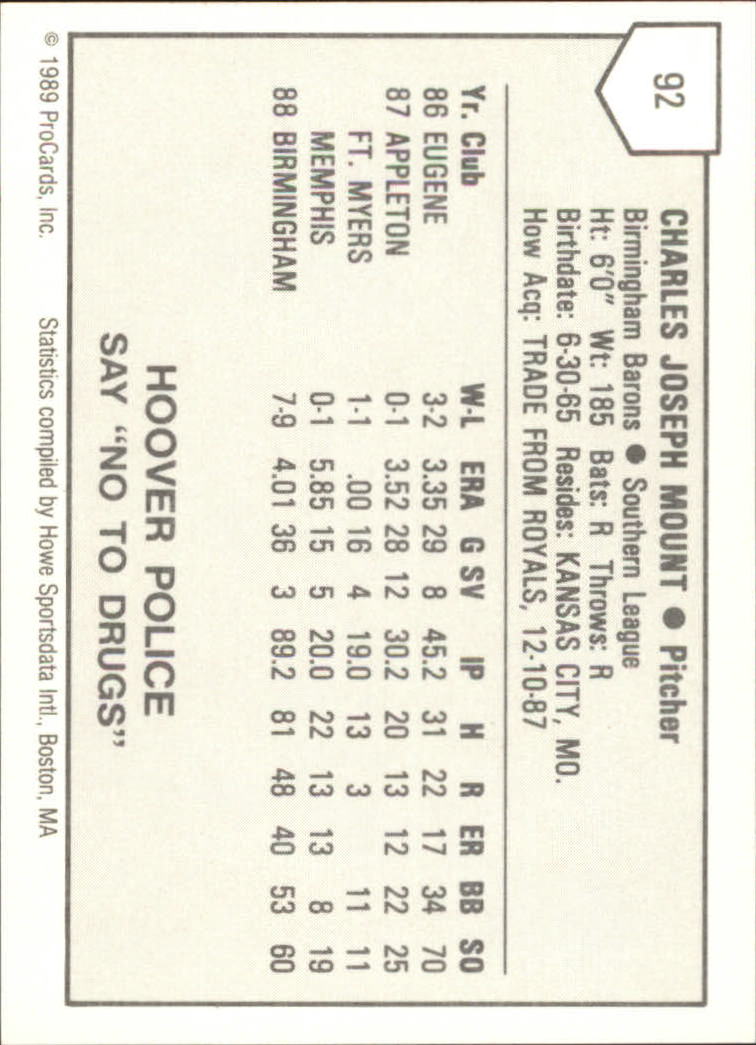 92
CHARLES JOSEPH MOUNT ● Pitcher
Birmingham Barons ● Southern League
Ht: 6'0" Wt: 185 Bats: R Throws: R
Birthdate: 6-30-65 Resides: KANSAS CITY, MO.
How Acq: TRADE FROM ROYALS, 12-10-87
Yr. Club W-L ERA G SV IP H R ER BB SO
86 EUGENE 3-2 3.35 29 8 45.2 31 22 17 34 70
87 APPLETON 0-1 3.52 28 12 30.2 20 13 12 22 25
FT. MYERS 1-1 .00 16 4 19.0 13 3 11 11
MEMPHIS 0-1 5.85 15 5 20.0 22 13 13 8 19
88 BIRMINGHAM 7-9 4.01 36 3 89.2 81 48 40 53 60
HOOVER POLICE
SAY “NO TO DRUGS”
© 1989 ProCards, Inc. Statistics compiled by Howe Sportsdata Intl., Boston, MA